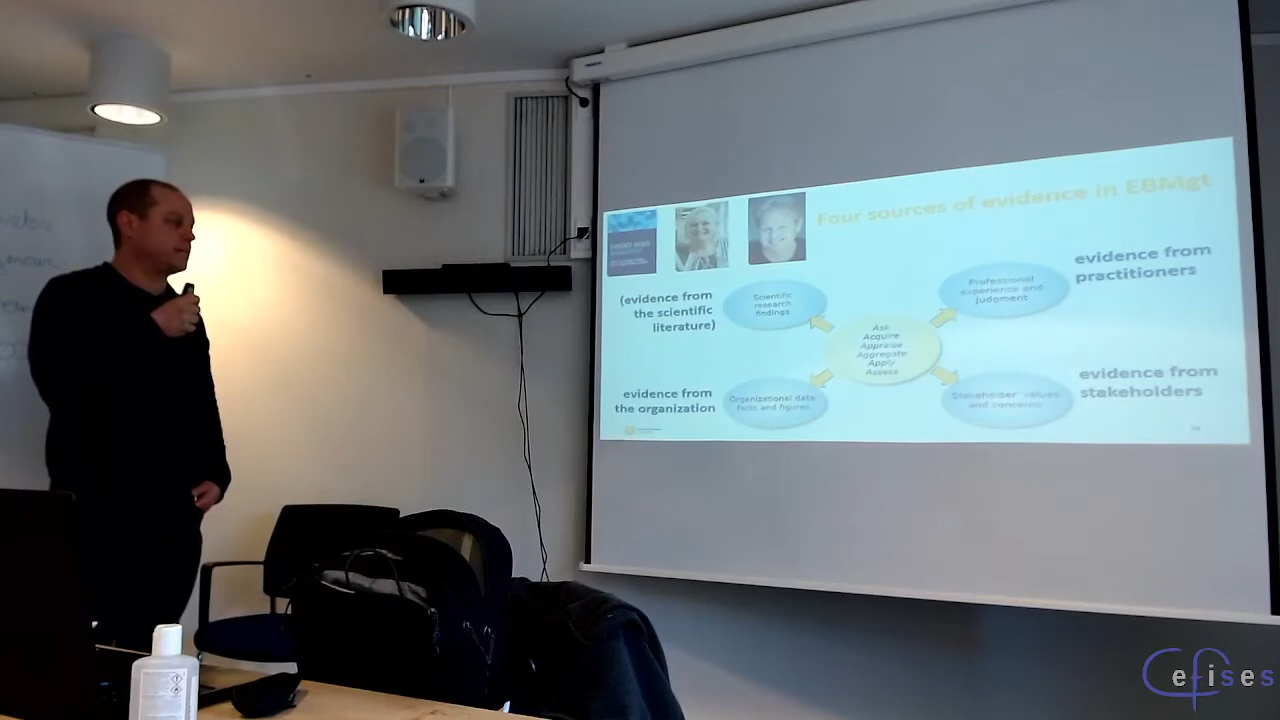 Four sources of evidence in EBMgt
(evidence from
the scientific
literature)
Scientific
research
findings
Professional
experience and
judgment
evidence from
practitioners
Ask
Acquire
Appraise
Aggregate
Apply
Assess
evidence from
the organization
Organizational data
facts and figures
Stakeholder values
and concerns
evidence from
stakeholders
efises